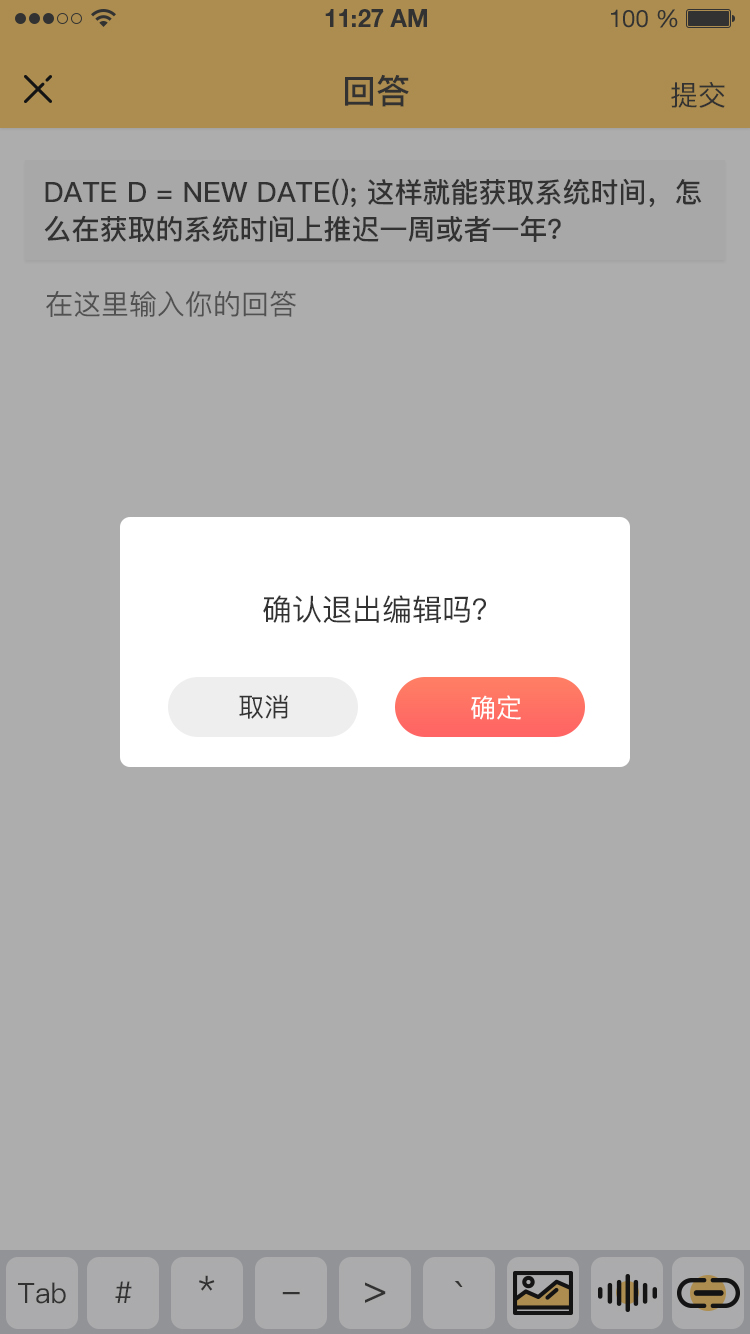 11:27 AM
100 %
回答
提交
DATE D = NEW DATE(); 这样就能获取系统时间，怎
么在获取的系统时间上推迟一周或者一年?
在这里输入你的回答
确认退出编辑吗?
取消
确定
Tab # * – > `